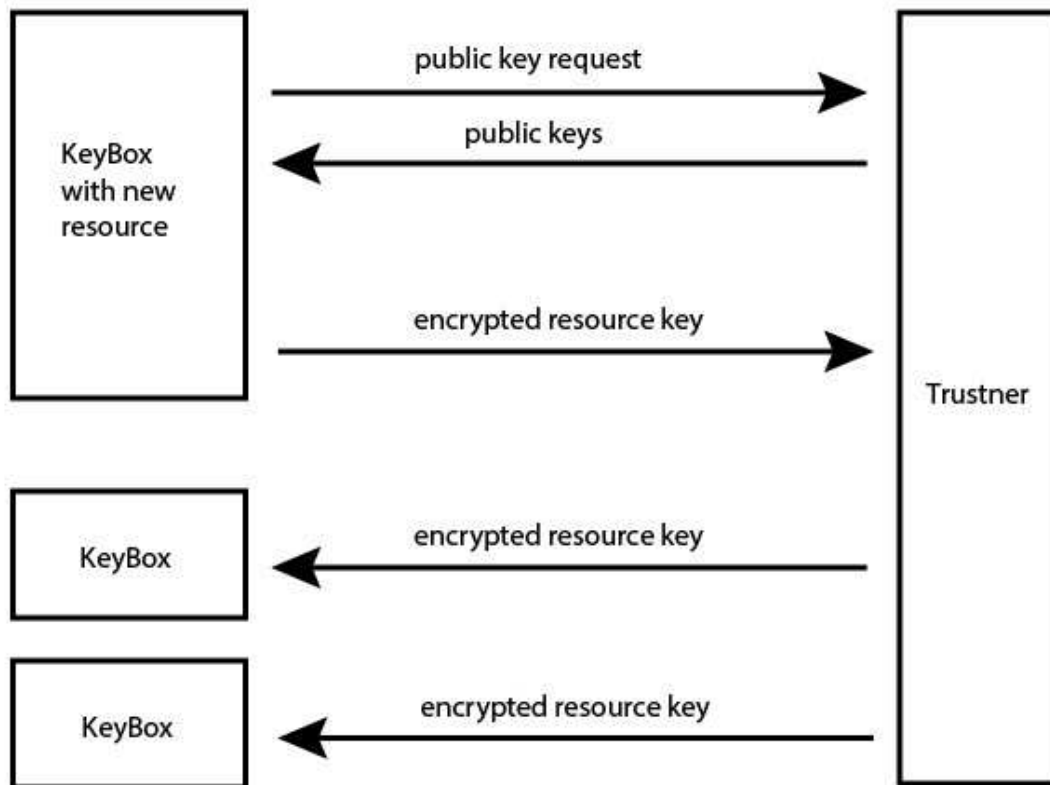 public key request
public keys
KeyBox
with new
resource
encrypted resource key
Trustner
encrypted resource key
KeyBox
encrypted resource key
KeyBox